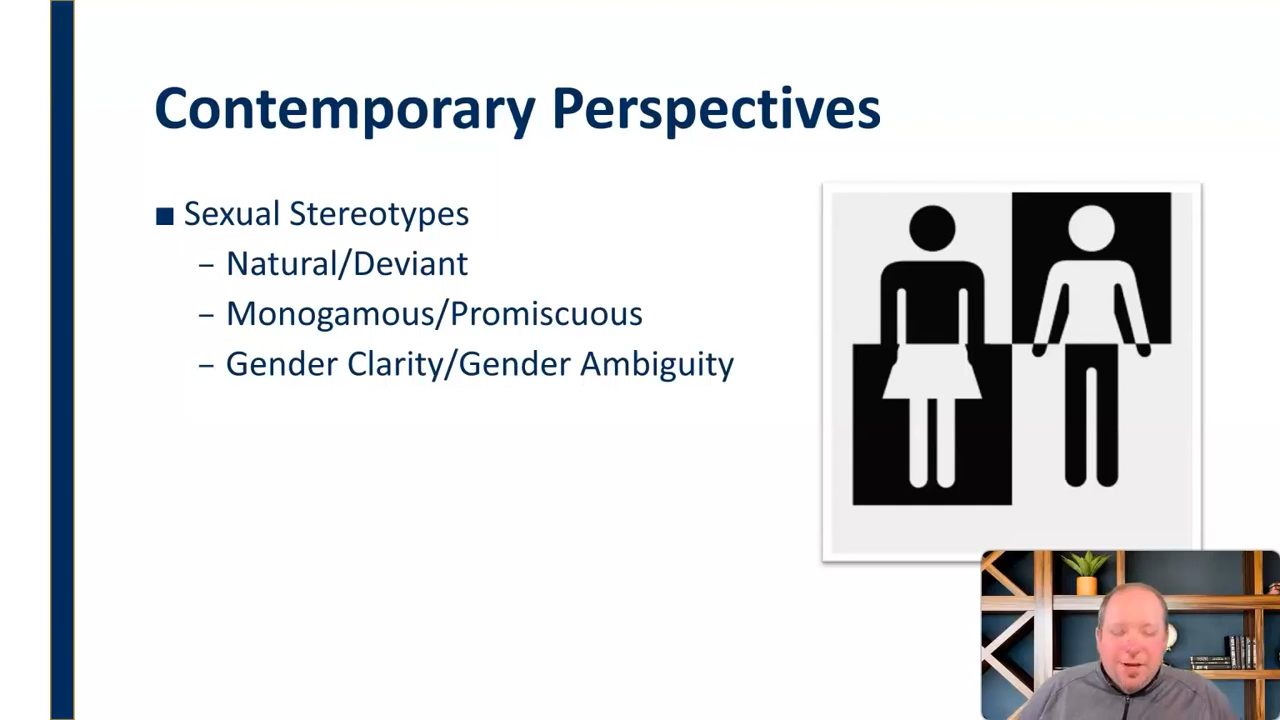 Contemporary Perspectives
■ Sexual Stereotypes
– Natural/Deviant
– Monogamous/Promiscuous
– Gender Clarity/Gender Ambiguity